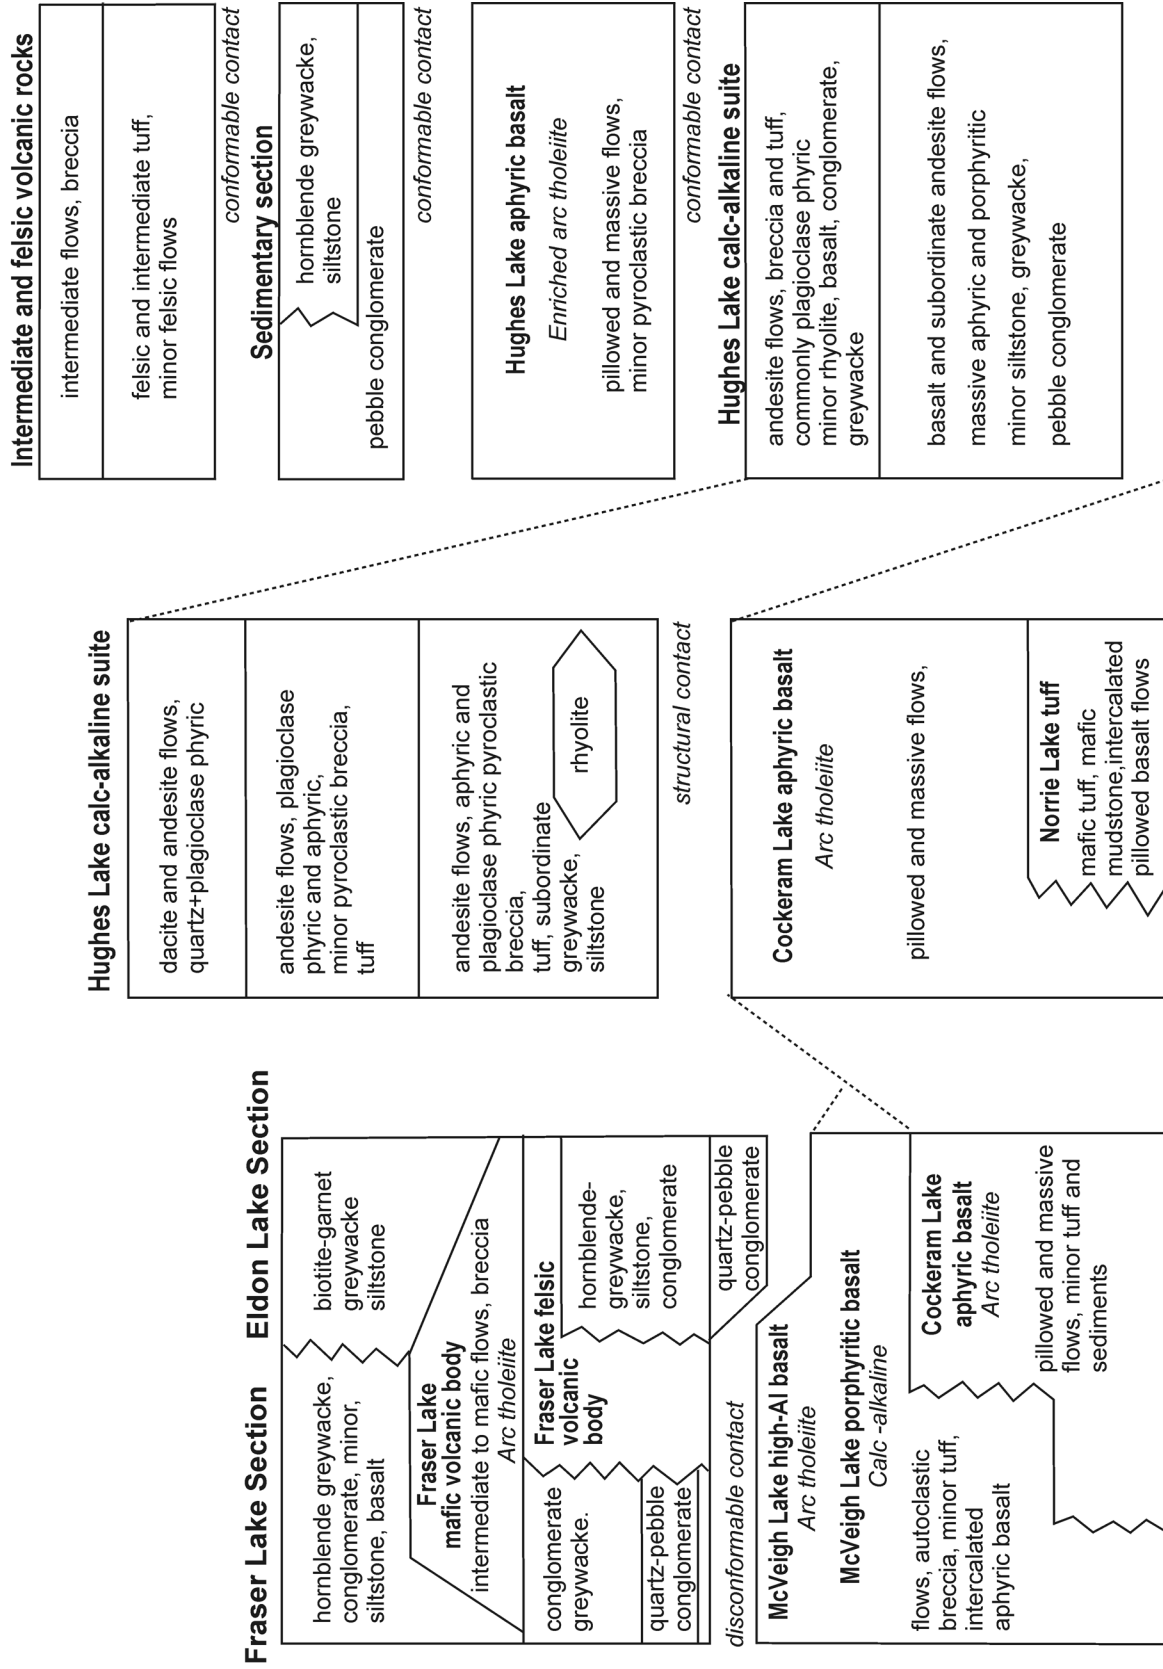 Fraser Lake Section
Eldon Lake Section
hornblende greywacke,
conglomerate, minor,
siltstone, basalt
biotite-garnet
greywacke
siltstone
Fraser Lake
mafic volcanic body
intermediate to mafic flows, breccia
Arc tholeiite
conglomerate
greywacke.
quartz-pebble
conglomerate
Fraser Lake felsic
volcanic
body
hornblende-
greywacke,
siltstone,
conglomerate
quartz-pebble
conglomerate
disconformable contact
McVeigh Lake high-Al basalt
Arc tholeiite
McVeigh Lake porphyritic basalt
Calc -alkaline
flows, autoclastic
breccia, minor tuff,
intercalated
aphyric basalt
Cockeram Lake
aphyric basalt
Arc tholeiite
pillowed and massive
flows, minor tuff and
sediments
Hughes Lake calc-alkaline suite
dacite and andesite flows,
quartz+plagioclase phyric
andesite flows, plagioclase
phyric and aphyric,
minor pyroclastic breccia,
tuff
andesite flows, aphyric and
plagioclase phyric pyroclastic
breccia,
tuff, subordinate
greywacke,
siltstone
rhyolite
structural contact
Cockeram Lake aphyric basalt
Arc tholeiite
pillowed and massive flows,
Norrie Lake tuff
mafic tuff, mafic
mudstone,intercalated
pillowed basalt flows
Intermediate and felsic volcanic rocks
intermediate flows, breccia
felsic and intermediate tuff,
minor felsic flows
conformable contact
Sedimentary section
hornblende greywacke,
siltstone
pebble conglomerate
conformable contact
Hughes Lake aphyric basalt
Enriched arc tholeiite
pillowed and massive flows,
minor pyroclastic breccia
conformable contact
Hughes Lake calc-alkaline suite
andesite flows, breccia and tuff,
commonly plagioclase phyric
minor rhyolite, basalt, conglomerate,
greywacke
basalt and subordinate andesite flows,
massive aphyric and porphyritic
minor siltstone, greywacke,
pebble conglomerate